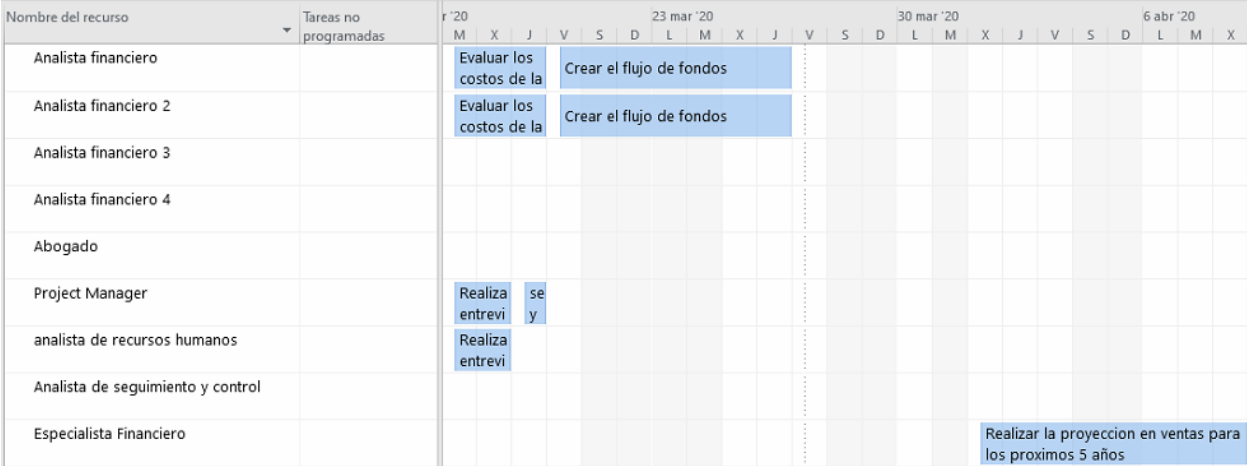 Nombre del recurso
Tareas no
programadas
r '20
23 mar '20
30 mar '20
6 abr '20
M X J V S D L M X J V S D L M X J V S D L M X
Analista financiero
Evaluar los
costos de la
Crear el flujo de fondos
Analista financiero 2
Evaluar los
costos de la
Crear el flujo de fondos
Analista financiero 3
Analista financiero 4
Abogado
Project Manager
Realiza
entrevi
se
y
analista de recursos humanos
Realiza
entrevi
Analista de seguimiento y control
Especialista Financiero
Realizar la proyeccion en ventas para
los proximos 5 años